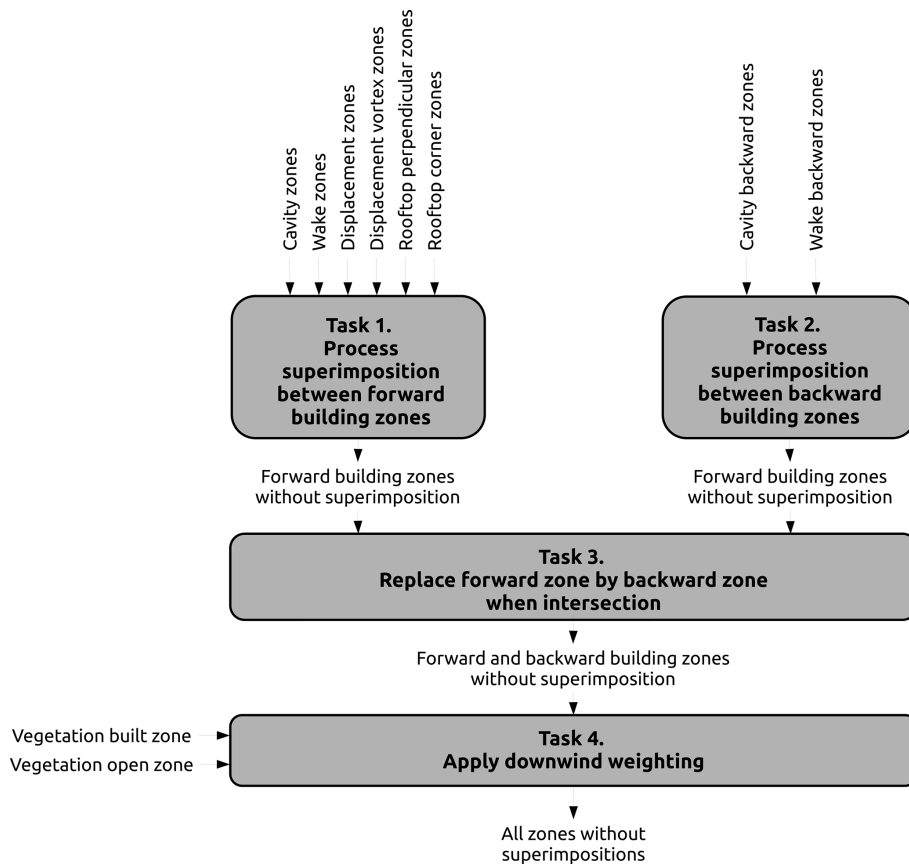 Cavity zones
Wake zones
Displacement zones
Displacement vortex zones
Rooftop perpendicular zones
Rooftop corner zones
Cavity backward zones
Wake backward zones
Task 1.
Process
superimposition
between forward
building zones
Task 2.
Process
superimposition
between backward
building zones
Forward building zones
without superimposition
Forward building zones
without superimposition
Task 3.
Replace forward zone by backward zone
when intersection
Forward and backward building zones
without superimposition
Vegetation built zone
Vegetation open zone
Task 4.
Apply downwind weighting
All zones without
superimpositions